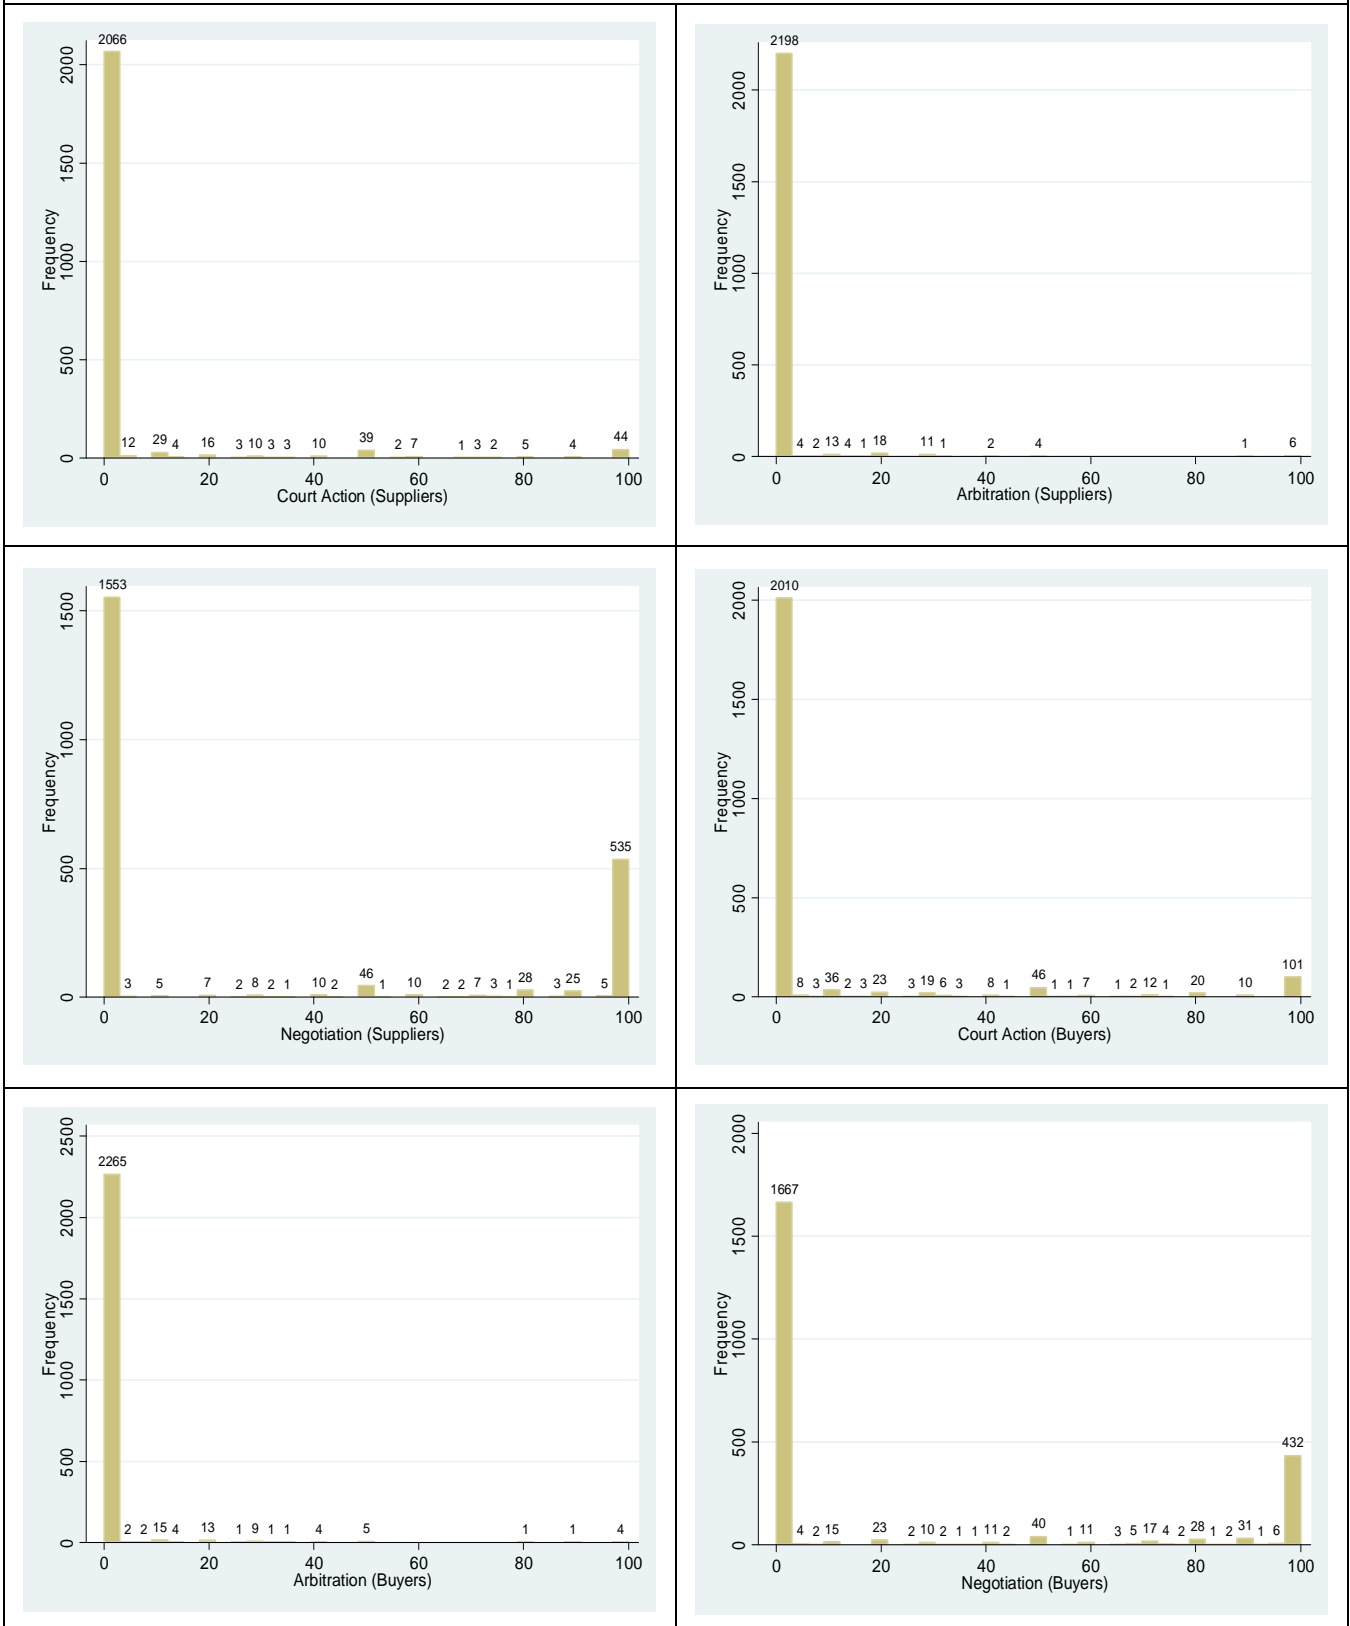 2066
2000
1500
1000
500
0
Frequency
12 29 4 16 3 10 3 3 10 39 2 7 1 3 2 5 4 44
0 20 40 60 80 100
Court Action (Suppliers)
2198
2000
1500
1000
500
0
Frequency
4 2 13 4 1 18 11 1 2 4 1 6
0 20 40 60 80 100
Arbitration (Suppliers)
1553
1500
1000
500
0
Frequency
535
3 5 7 2 8 2 1 10 2 46 1 10 2 2 7 3 1 28 3 25 5
0 20 40 60 80 100
Negotiation (Suppliers)
2010
2000
1500
1000
500
0
Frequency
8 3 36 2 3 23 3 19 6 3 8 1 46 1 1 7 1 2 12 1 20 10 101
0 20 40 60 80 100
Court Action (Buyers)
2500
2265
2000
1500
1000
500
0
Frequency
2 2 15 4 13 1 9 1 1 4 5 1 1 4
0 20 40 60 80 100
Arbitration (Buyers)
2000
1667
1500
1000
500
0
Frequency
432
4 2 15 23 2 10 2 1 1 11 2 40 1 11 3 5 17 4 2 28 1 2 31 1 6
0 20 40 60 80 100
Negotiation (Buyers)